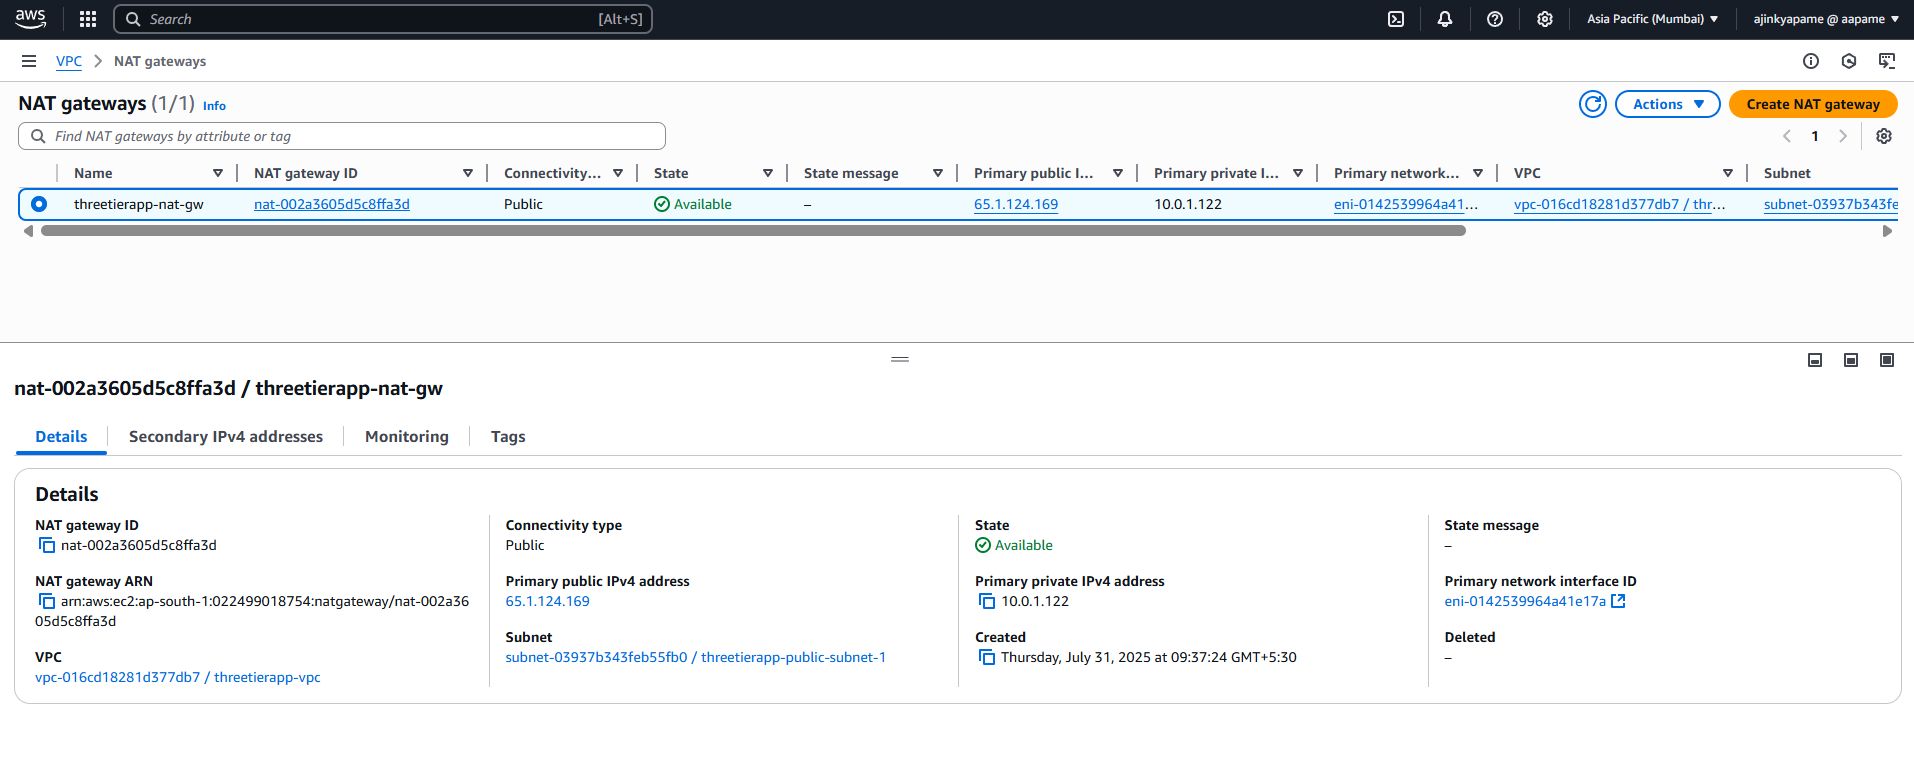 aws Search [Alt+S] Asia Pacific (Mumbai) ajinkyapame @ aapame
VPC NAT gateways
NAT gateways (1/1) Info Actions Create NAT gateway
Find NAT gateways by attribute or tag 1
Name NAT gateway ID Connectivity... State State message Primary public I... Primary private I... Primary network... VPC Subnet
threetierapp-nat-gw nat-002a3605d5c8ffa3d Public Available – 65.1.124.169 10.0.1.122 eni-0142539964a41... vpc-016cd18281d377db7 / thr... subnet-03937b343fe
nat-002a3605d5c8ffa3d / threetierapp-nat-gw
Details Secondary IPv4 addresses Monitoring Tags
Details
NAT gateway ID
nat-002a3605d5c8ffa3d
NAT gateway ARN
arn:aws:ec2:ap-south-1:022499018754:natgateway/nat-002a36
05d5c8ffa3d
VPC
vpc-016cd18281d377db7 / threetierapp-vpc
Connectivity type
Public
Primary public IPv4 address
65.1.124.169
Subnet
subnet-03937b343feb55fb0 / threetierapp-public-subnet-1
State
Available
Primary private IPv4 address
10.0.1.122
Created
Thursday, July 31, 2025 at 09:37:24 GMT+5:30
State message
–
Primary network interface ID
eni-0142539964a41e17a
Deleted
–